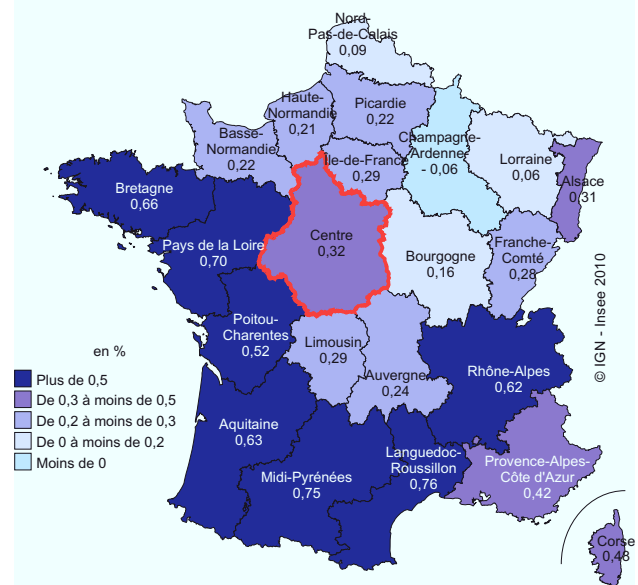 Nord-
Pas-de-Calais
0,09
Haute-
Normandie
0,21
Picardie
0,22
Basse-
Normandie
0,22
Île-de-France
0,29
Champagne-
Ardenne
- 0,06
Lorraine
0,06
Alsace
0,31
Bretagne
0,66
Pays de la Loire
0,70
Centre
0,32
Bourgogne
0,16
Franche-
Comté
0,28
Poitou-
Charentes
0,52
Limousin
0,29
Auvergne
0,24
Rhône-Alpes
0,62
Aquitaine
0,63
Midi-Pyrénées
0,75
Languedoc-
Roussillon
0,76
Provence-Alpes-
Côte d'Azur
0,42
Corse
0,48
en %
Plus de 0,5
De 0,3 à moins de 0,5
De 0,2 à moins de 0,3
De 0 à moins de 0,2
Moins de 0
© IGN - Insee 2010